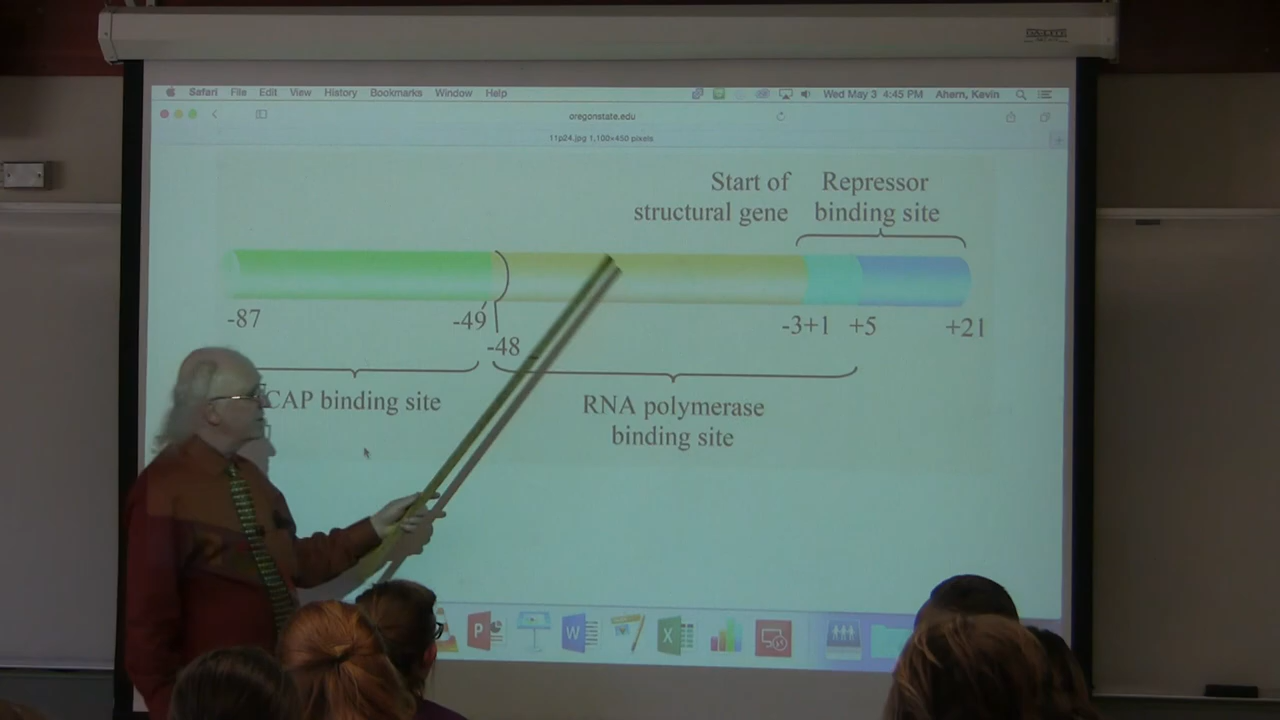 Safari File Edit View History Bookmarks Window Help Wed May 3 4:45 PM Ahern, Kevin
oregonstate.edu
11p24.jpg 1,100×450 pixels
Start of
structural gene
Repressor
binding site
-87
-49
-48
-3+1
+5
+21
CAP binding site
RNA polymerase
binding site
P
W
X